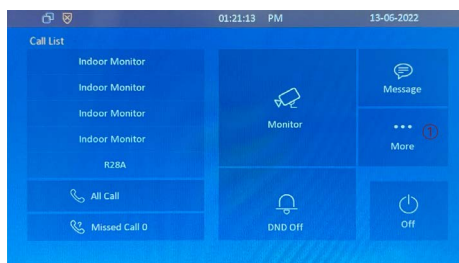 01:21:13 PM 13-06-2022
Call List
Indoor Monitor
Indoor Monitor
Indoor Monitor
Indoor Monitor
R28A
All Call
Missed Call 0
Monitor
DND Off
Message
More
①
Off